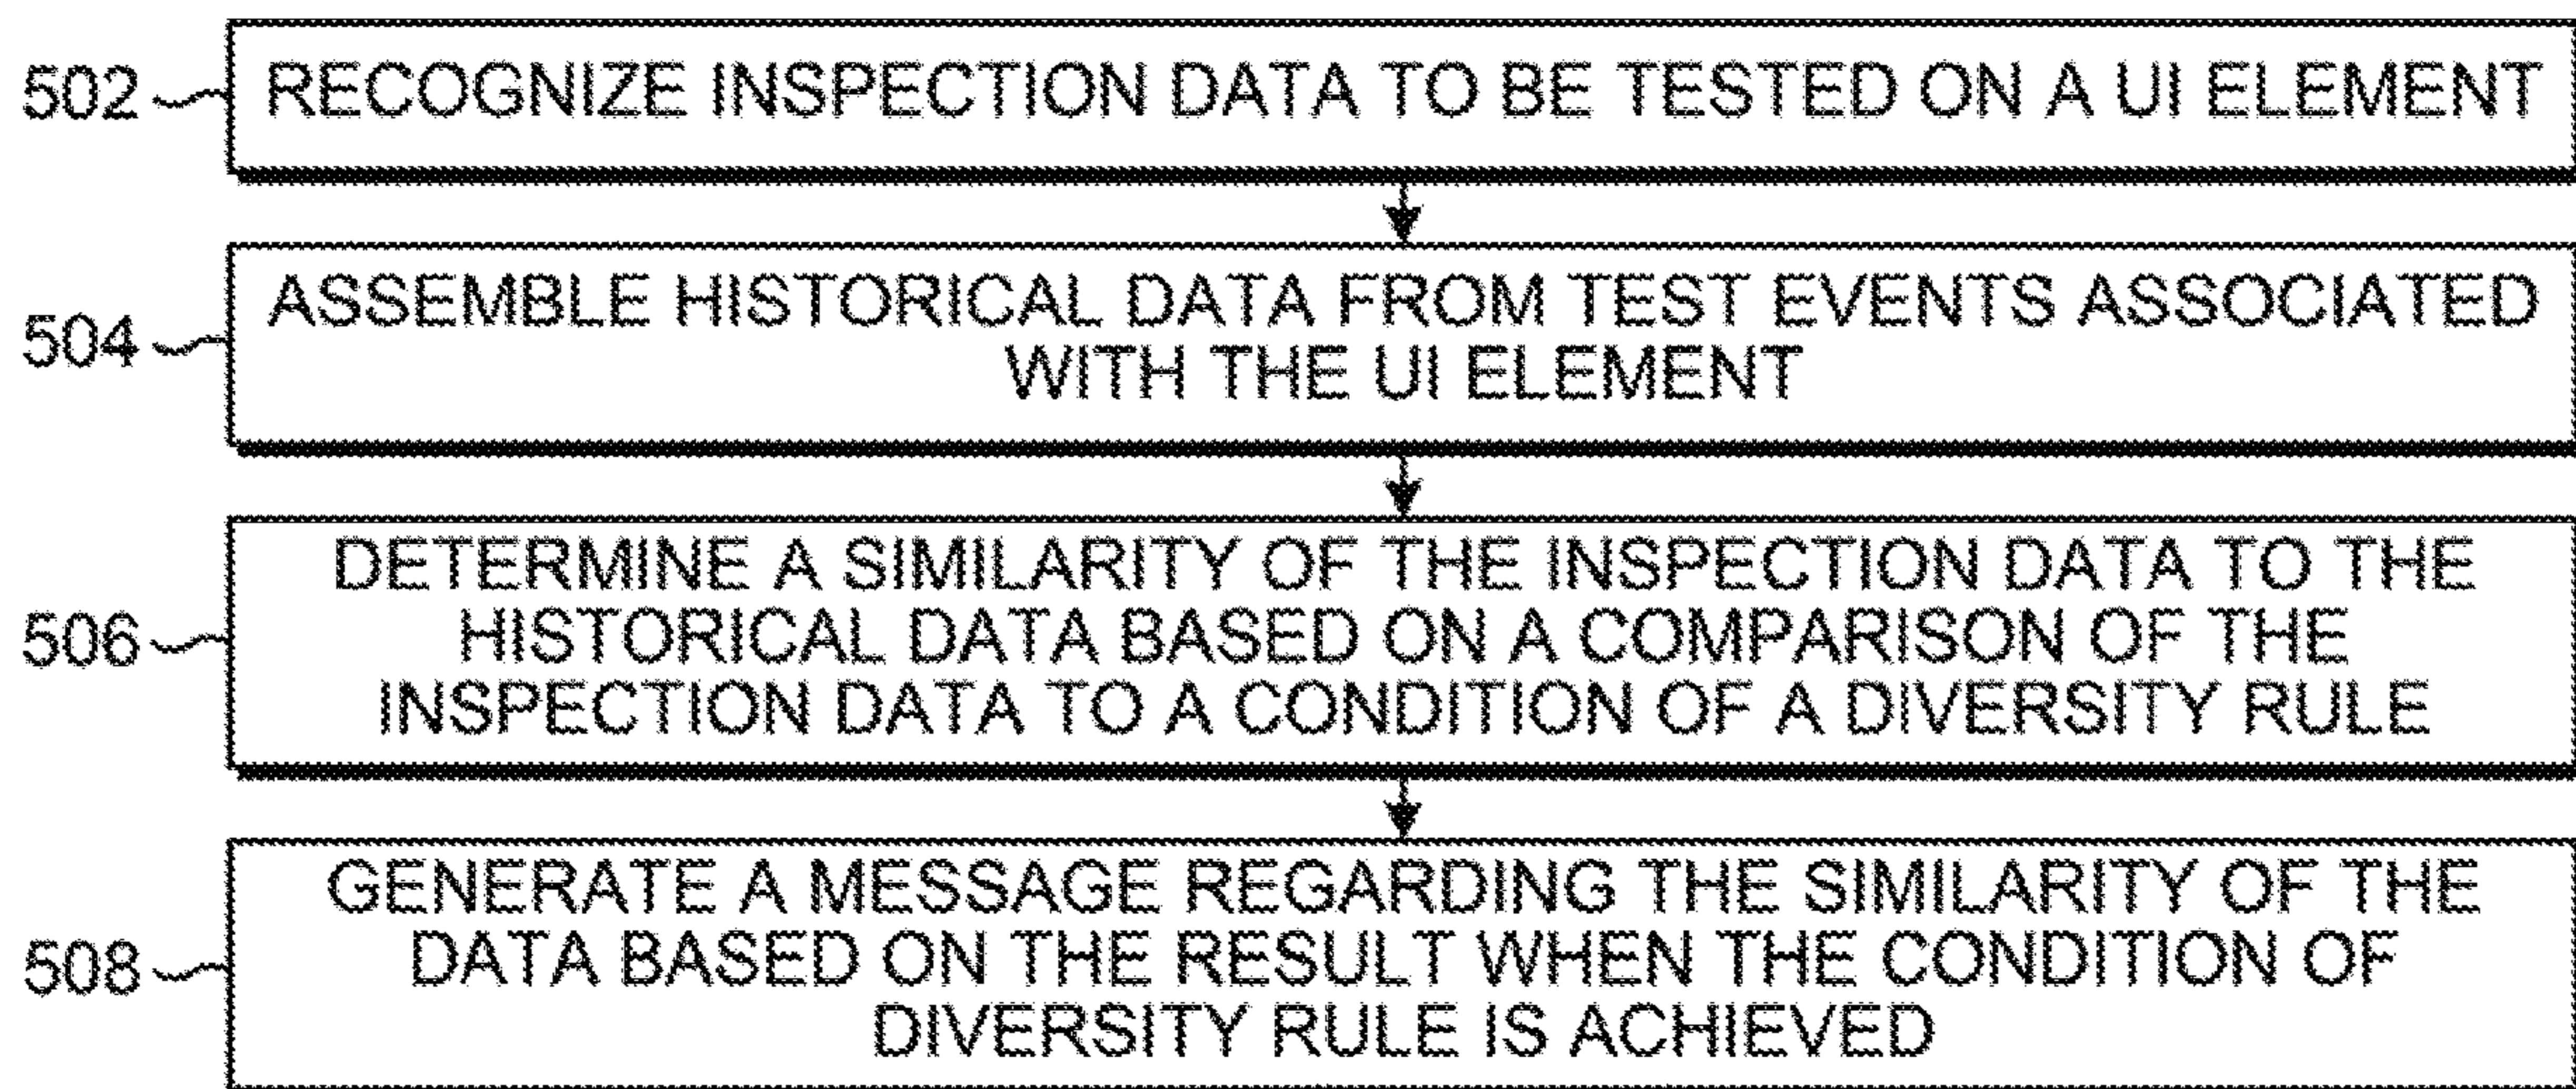 502
RECOGNIZE INSPECTION DATA TO BE TESTED ON A UI ELEMENT
504
ASSEMBLE HISTORICAL DATA FROM TEST EVENTS ASSOCIATED
WITH THE UI ELEMENT
506
DETERMINE A SIMILARITY OF THE INSPECTION DATA TO THE
HISTORICAL DATA BASED ON A COMPARISON OF THE
INSPECTION DATA TO A CONDITION OF A DIVERSITY RULE
508
GENERATE A MESSAGE REGARDING THE SIMILARITY OF THE
DATA BASED ON THE RESULT WHEN THE CONDITION OF
DIVERSITY RULE IS ACHIEVED